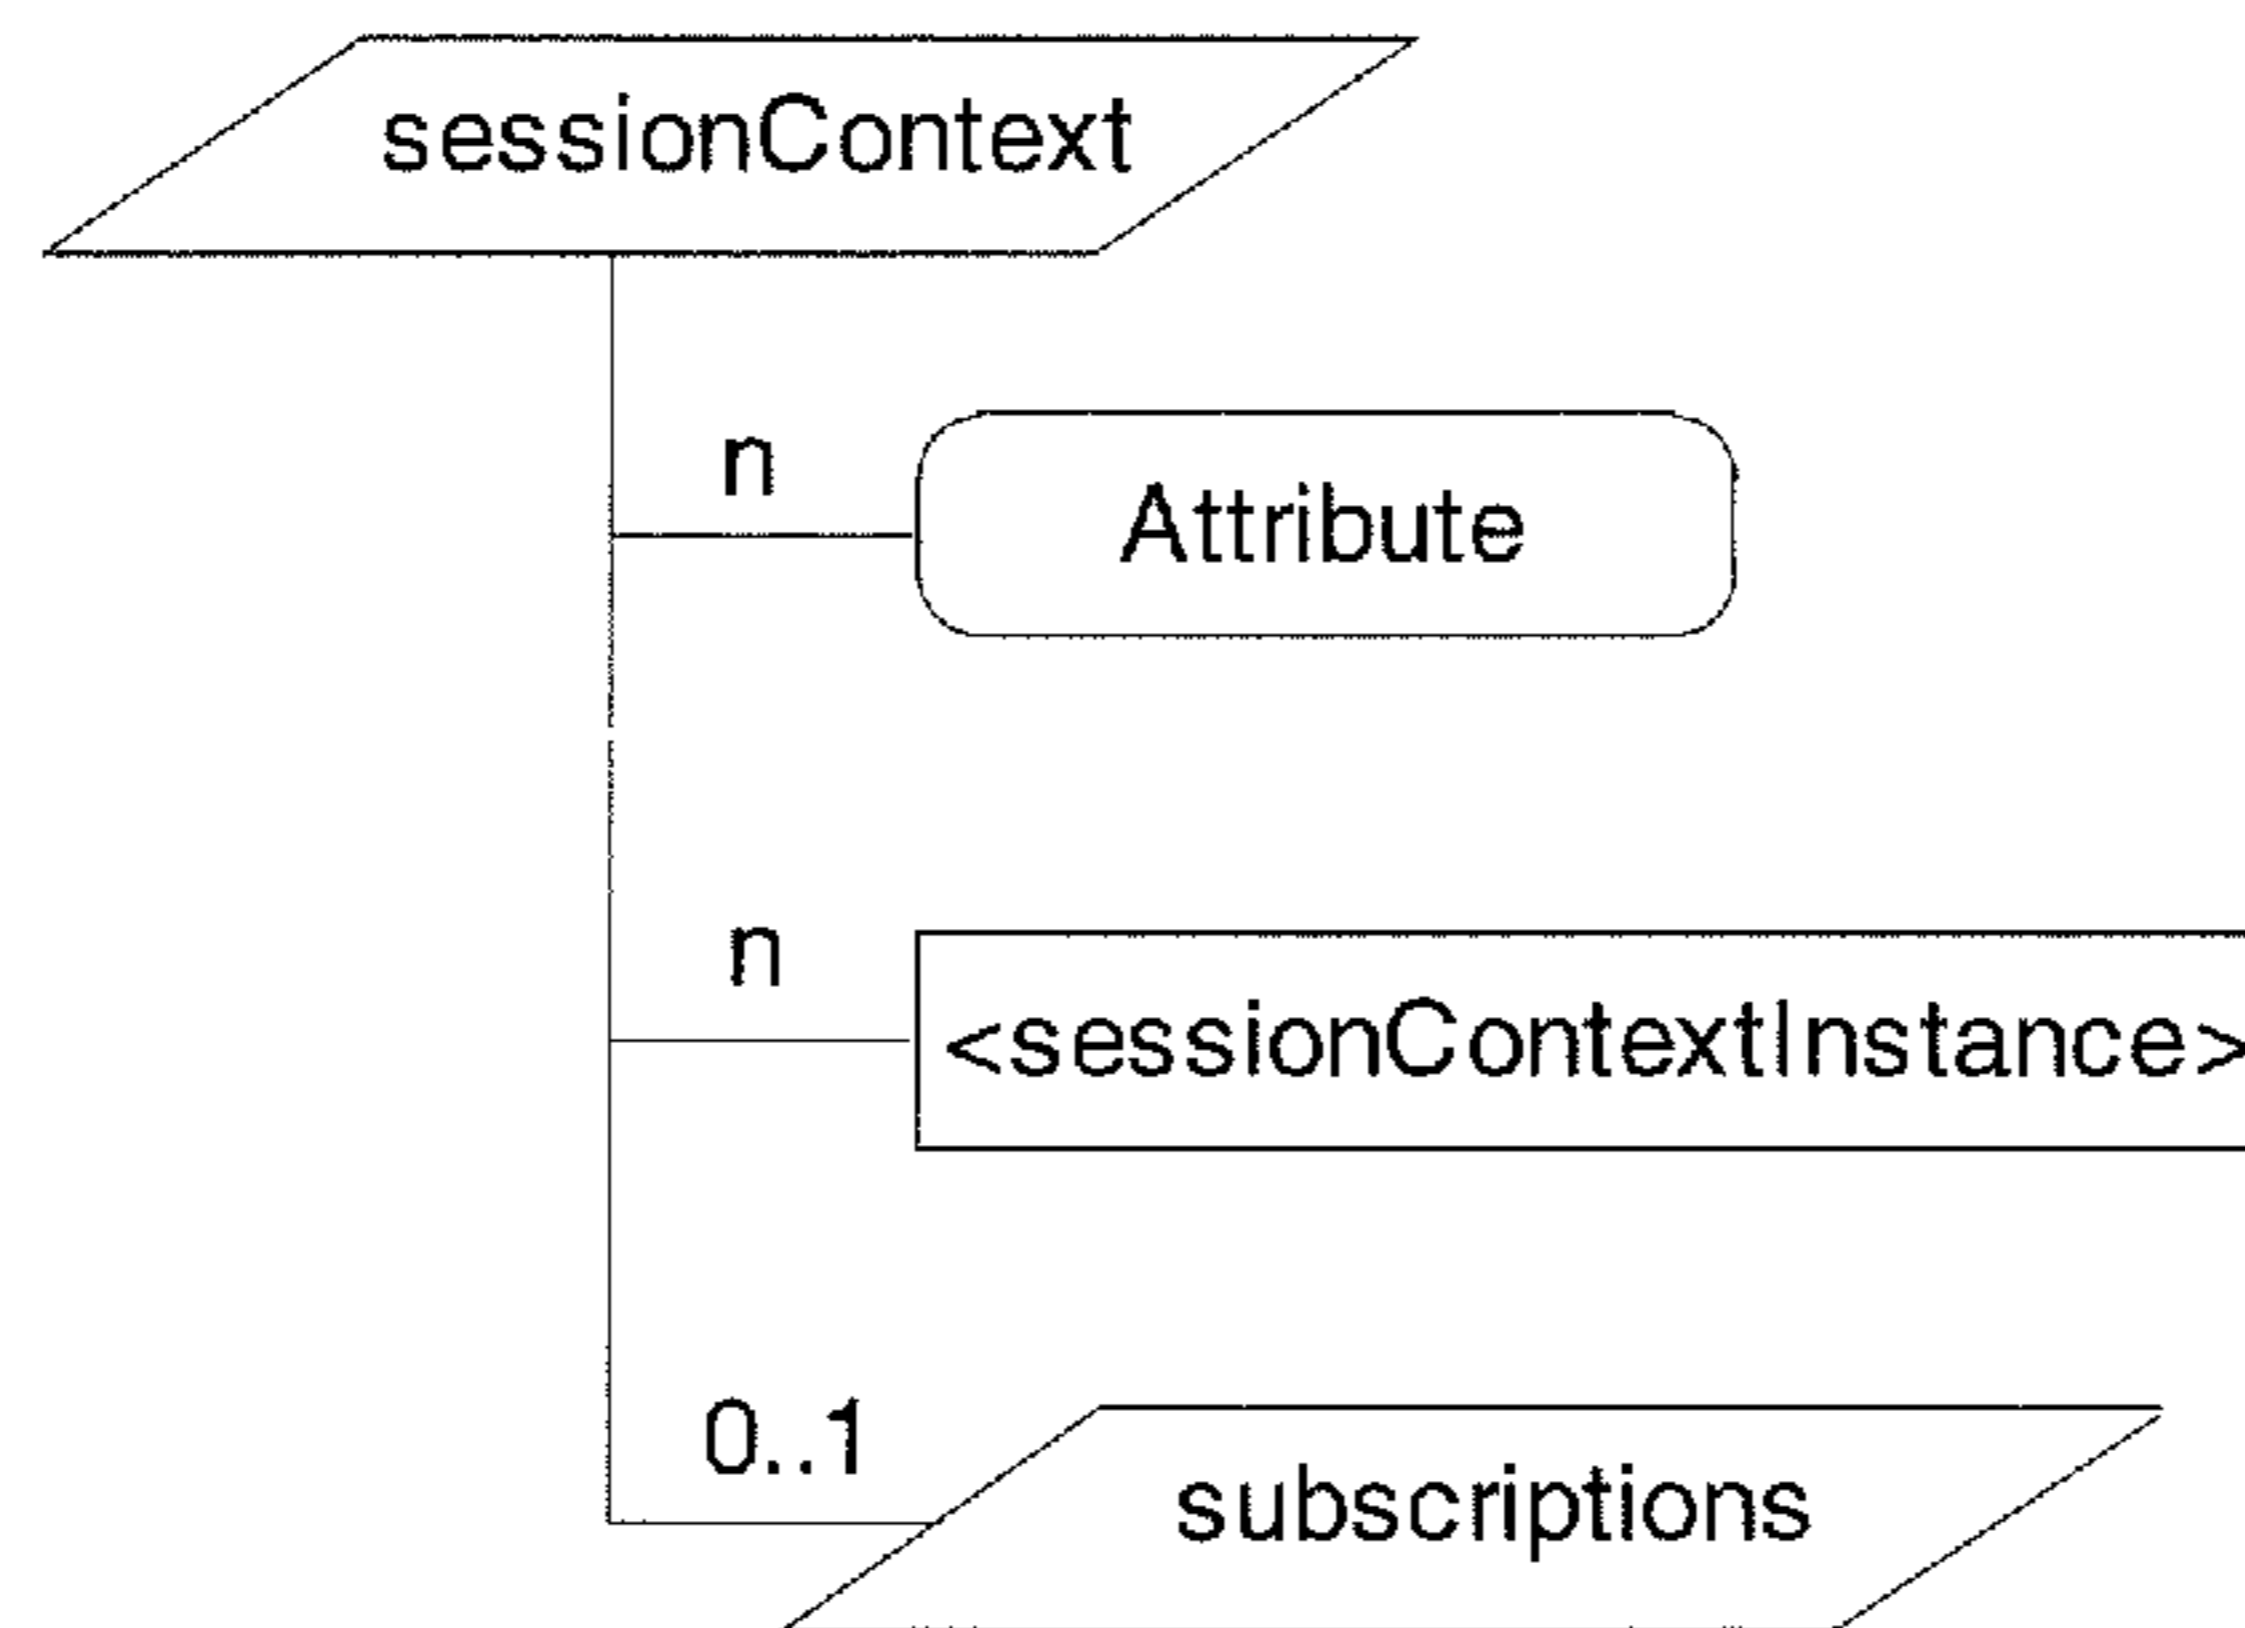 sessionContext
n
Attribute
n
<sessionContextInstance>
0..1
subscriptions